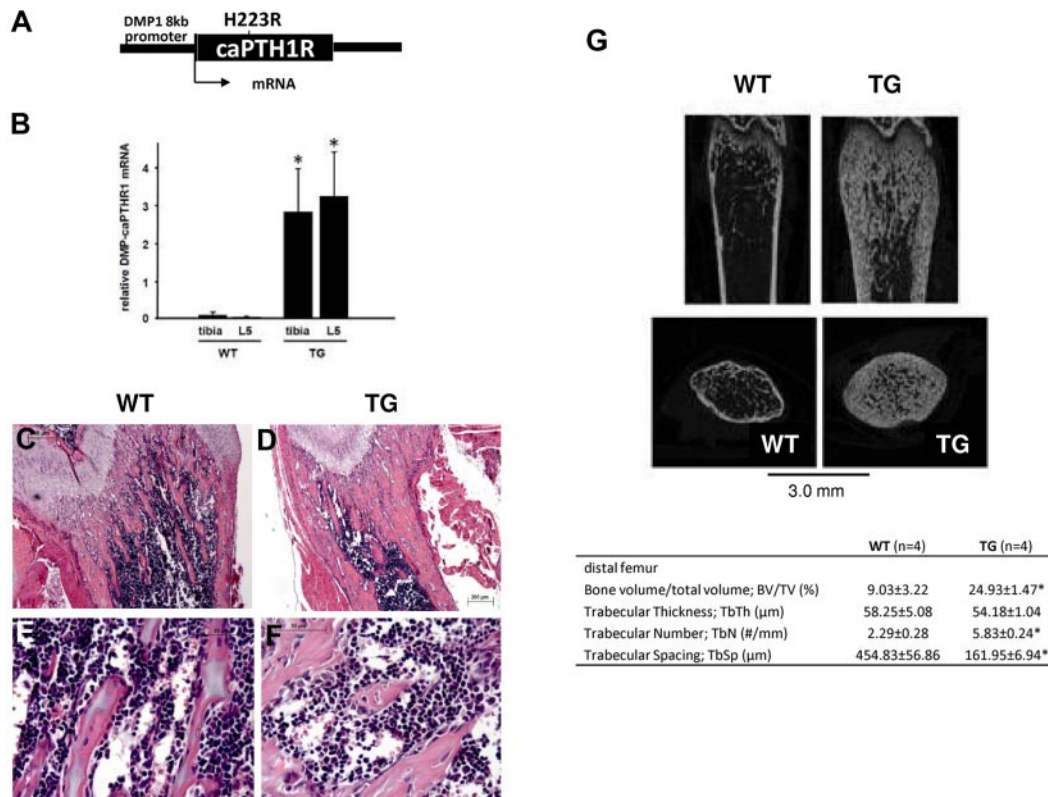 A
DMP1 8kb
promoter
H223R
caPTH1R
mRNA
B
relative DMP-caPTHR1 mRNA
4
3
2
1
0
*
*
tibia L5 tibia L5
WT TG
WT TG
C
D
200 µm
E
F
G
WT TG
WT
TG
3.0 mm
WT (n=4) TG (n=4)
distal femur
Bone volume/total volume; BV/TV (%) 9.03±3.22 24.93±1.47*
Trabecular Thickness; TbTh (µm) 58.25±5.08 54.18±1.04
Trabecular Number; TbN (#/mm) 2.29±0.28 5.83±0.24*
Trabecular Spacing; TbSp (µm) 454.83±56.86 161.95±6.94*